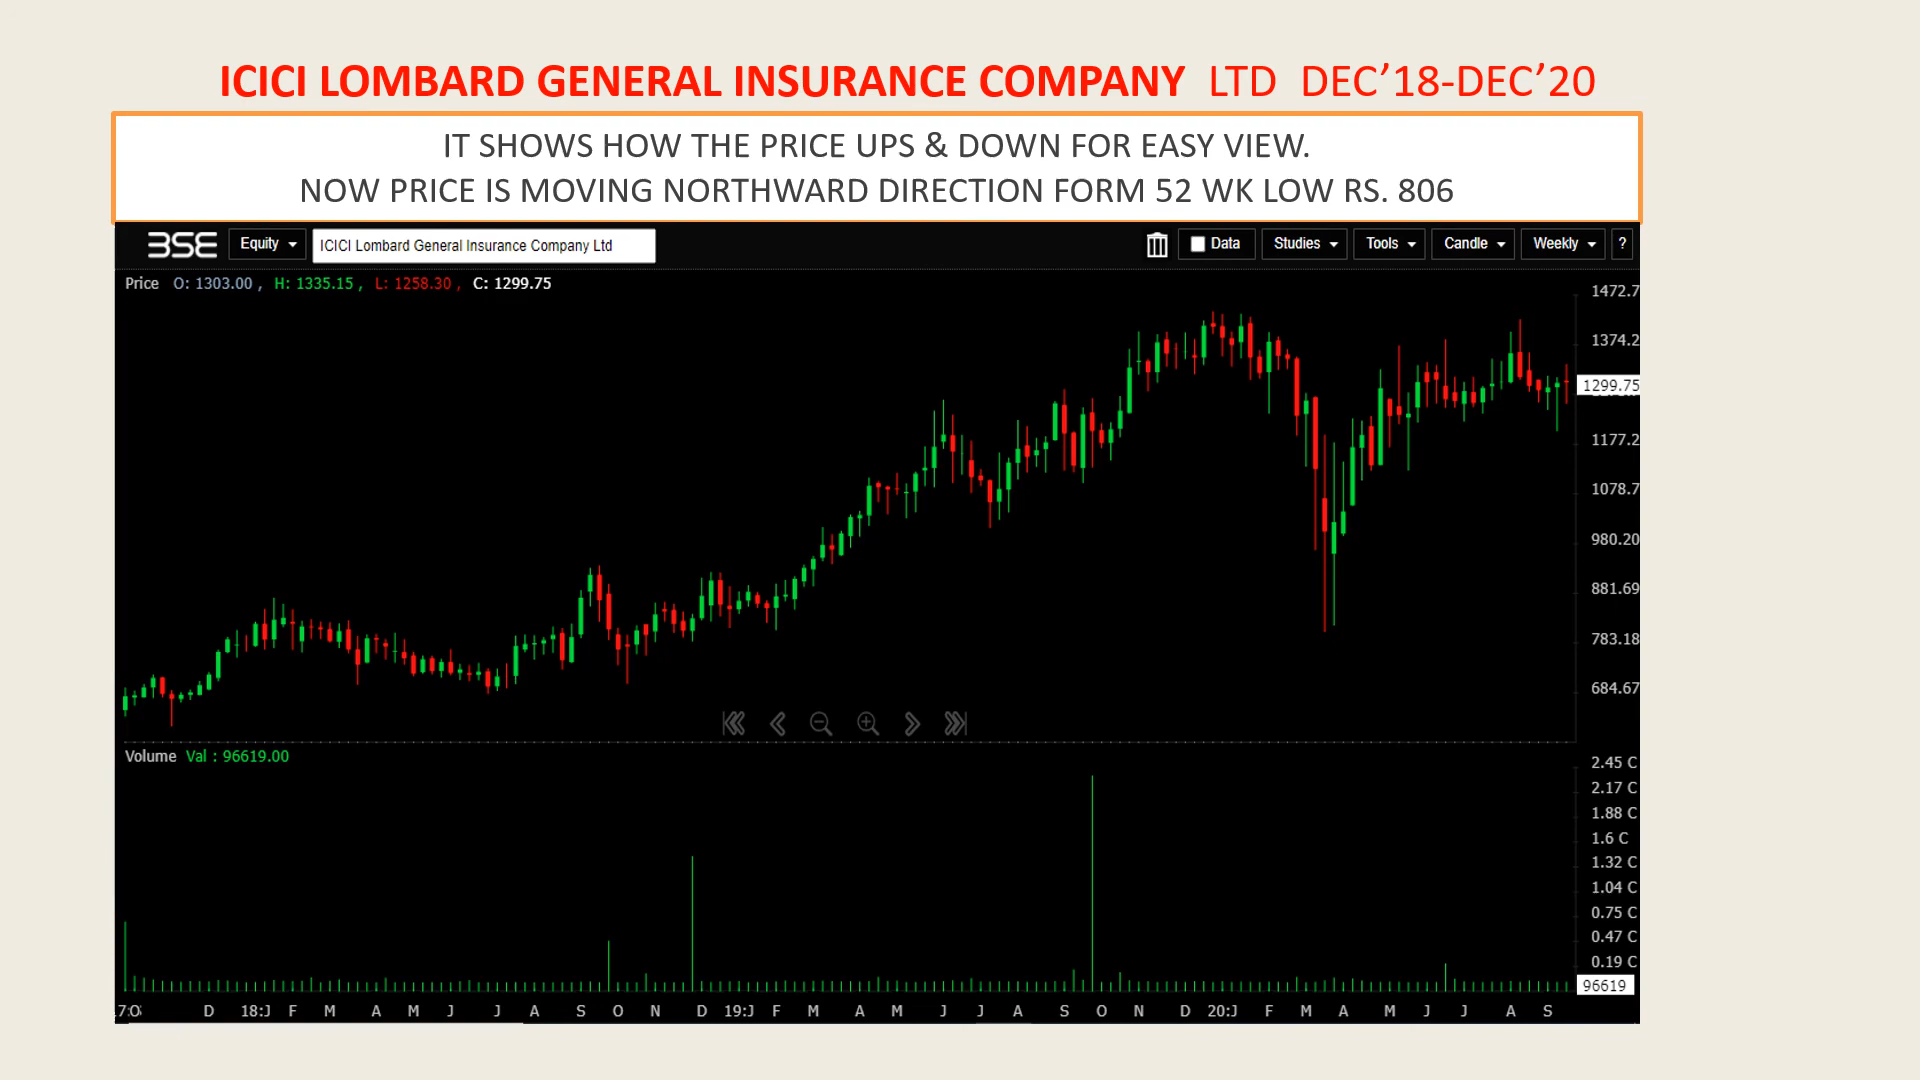 ICICI LOMBARD GENERAL INSURANCE COMPANY LTD DEC’18-DEC’20
IT SHOWS HOW THE PRICE UPS & DOWN FOR EASY VIEW.
NOW PRICE IS MOVING NORTHWARD DIRECTION FORM 52 WK LOW RS. 806
BSE Equity ICICI Lombard General Insurance Company Ltd Data Studies Tools Candle Weekly ?
Price O: 1303.00 , H: 1335.15 , L: 1258.30 , C: 1299.75
1472.7
1374.2
1299.75
1177.2
1078.7
980.20
881.69
783.18
684.67
Volume Val : 96619.00
2.45 C
2.17 C
1.88 C
1.6 C
1.32 C
1.04 C
0.75 C
0.47 C
0.19 C
96619
D 18:J F M A M J J A S O N D 19:J F M A M J J A S O N D 20:J F M A M J J A S